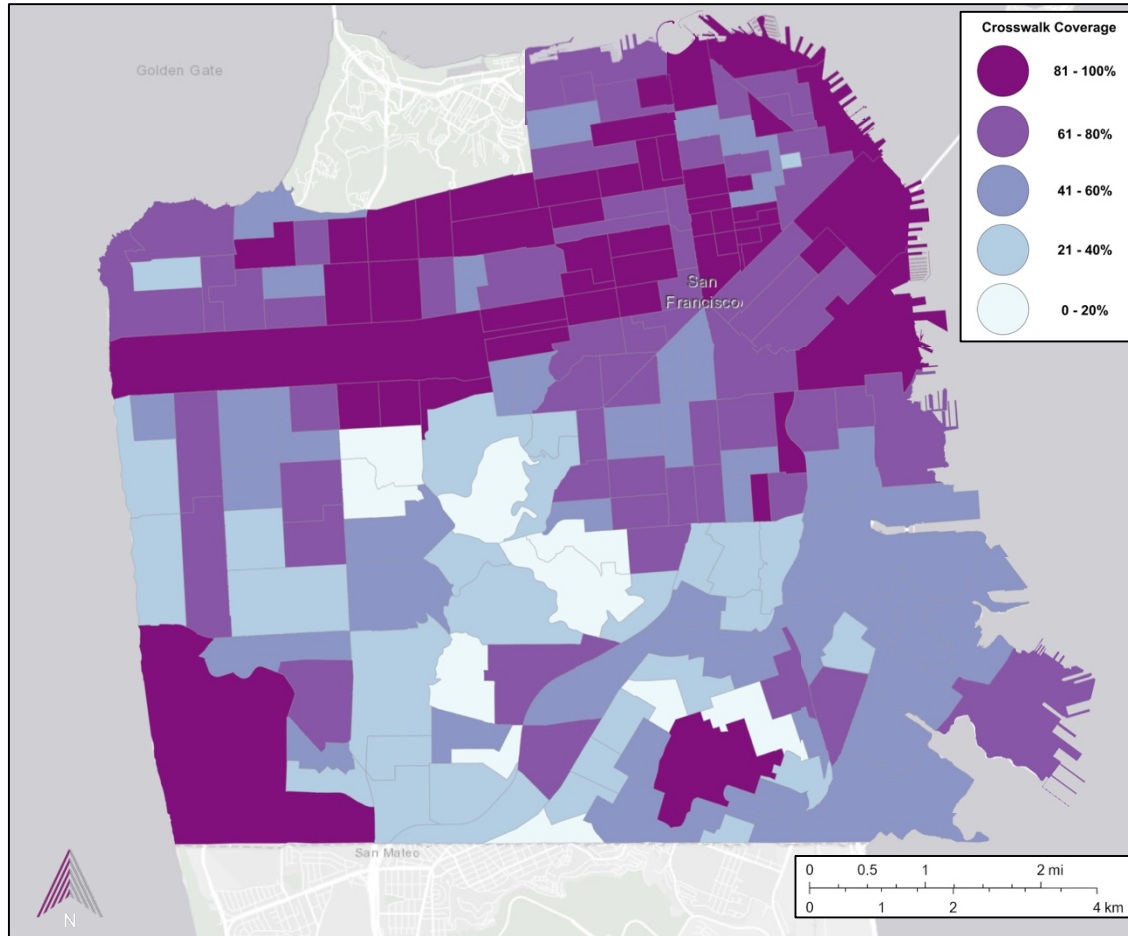 Golden Gate
Crosswalk Coverage
81 - 100%
61 - 80%
41 - 60%
21 - 40%
0 - 20%
San
Francisco
San Mateo
N
0 0.5 1 2 mi
0 1 2 4 km